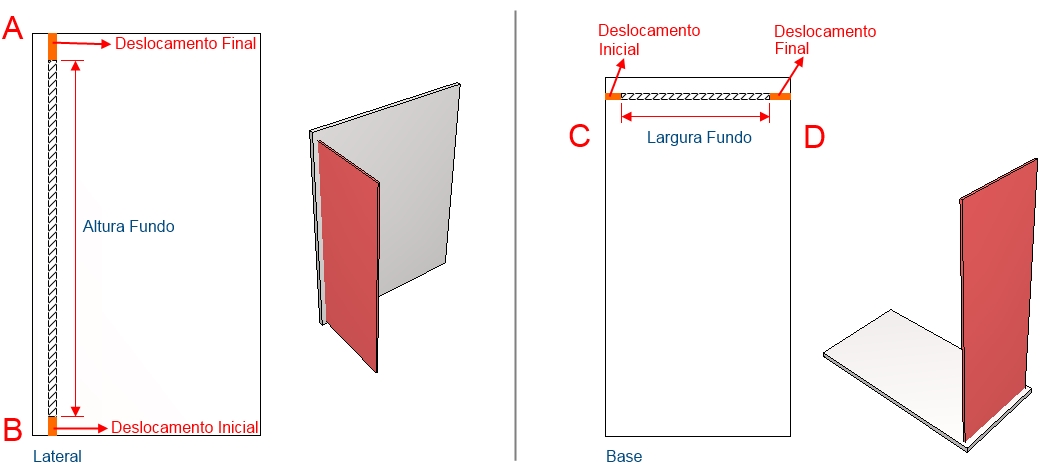 A
Deslocamento Final
Altura Fundo
B
Deslocamento Inicial
Lateral
Deslocamento
Inicial
Deslocamento
Final
C
Largura Fundo
D
Base